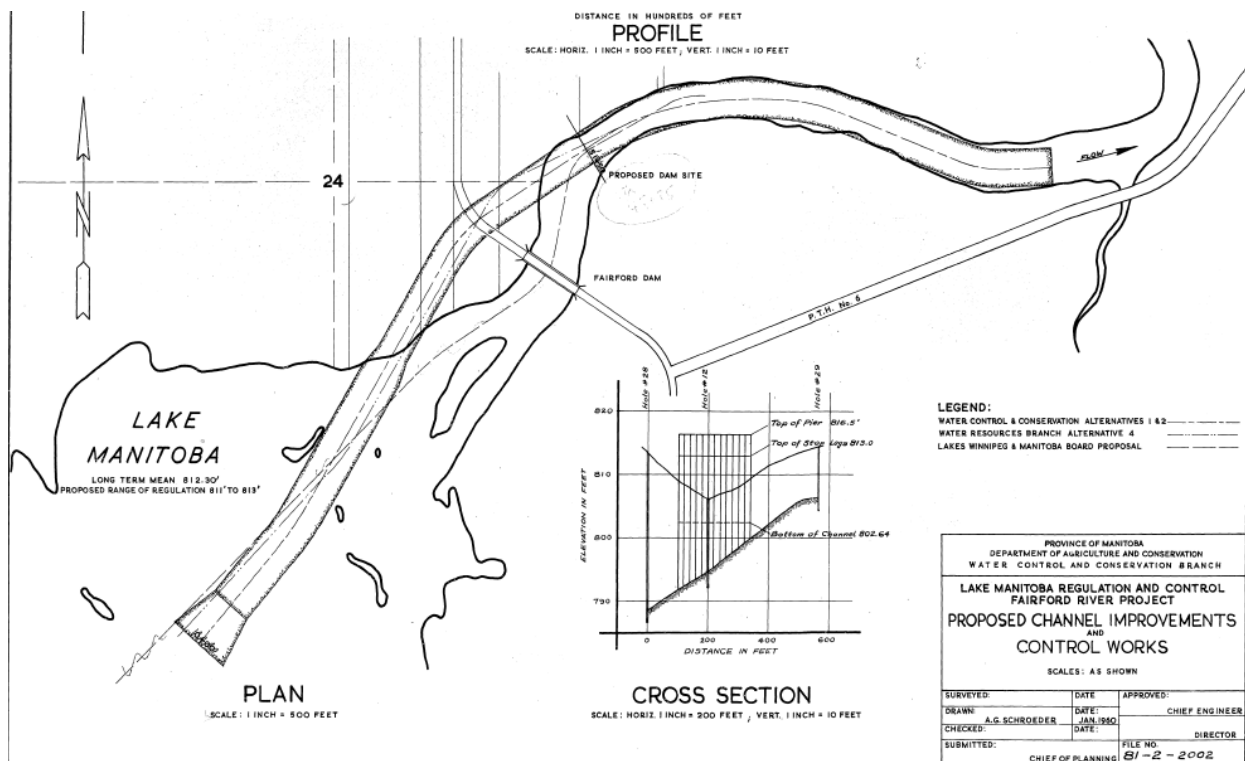 DISTANCE IN HUNDREDS OF FEET
PROFILE
SCALE: HORIZ. 1 INCH = 500 FEET, VERT. 1 INCH = 10 FEET
24
PROPOSED DAM SITE
FLOW
N
FAIRFORD DAM
P.T.H. No. 6
LAKE
MANITOBA
LONG TERM MEAN 812.30'
PROPOSED RANGE OF REGULATION 811' TO 813'
PLAN
SCALE: 1 INCH = 500 FEET
Hole #28
Hole #12
Hole #29
820
810
800
790
ELEVATION IN FEET
Top of Pier 816.5'
Top of Stop Logs 813.0
Bottom of Channel 802.64
0
200
400
600
DISTANCE IN FEET
CROSS SECTION
SCALE: HORIZ. 1 INCH = 200 FEET, VERT. 1 INCH = 10 FEET
LEGEND:
WATER CONTROL & CONSERVATION ALTERNATIVES 1 & 2
WATER RESOURCES BRANCH ALTERNATIVE 4
LAKES WINNIPEG & MANITOBA BOARD PROPOSAL
PROVINCE OF MANITOBA
DEPARTMENT OF AGRICULTURE AND CONSERVATION
WATER CONTROL AND CONSERVATION BRANCH
LAKE MANITOBA REGULATION AND CONTROL
FAIRFORD RIVER PROJECT
PROPOSED CHANNEL IMPROVEMENTS
AND
CONTROL WORKS
SCALES: AS SHOWN
SURVEYED: DATE APPROVED:
DRAWN: A.G. SCHROEDER DATE: JAN. 1960 CHIEF ENGINEER
CHECKED: DATE: DIRECTOR
SUBMITTED: CHIEF OF PLANNING FILE NO. 81-2-2002